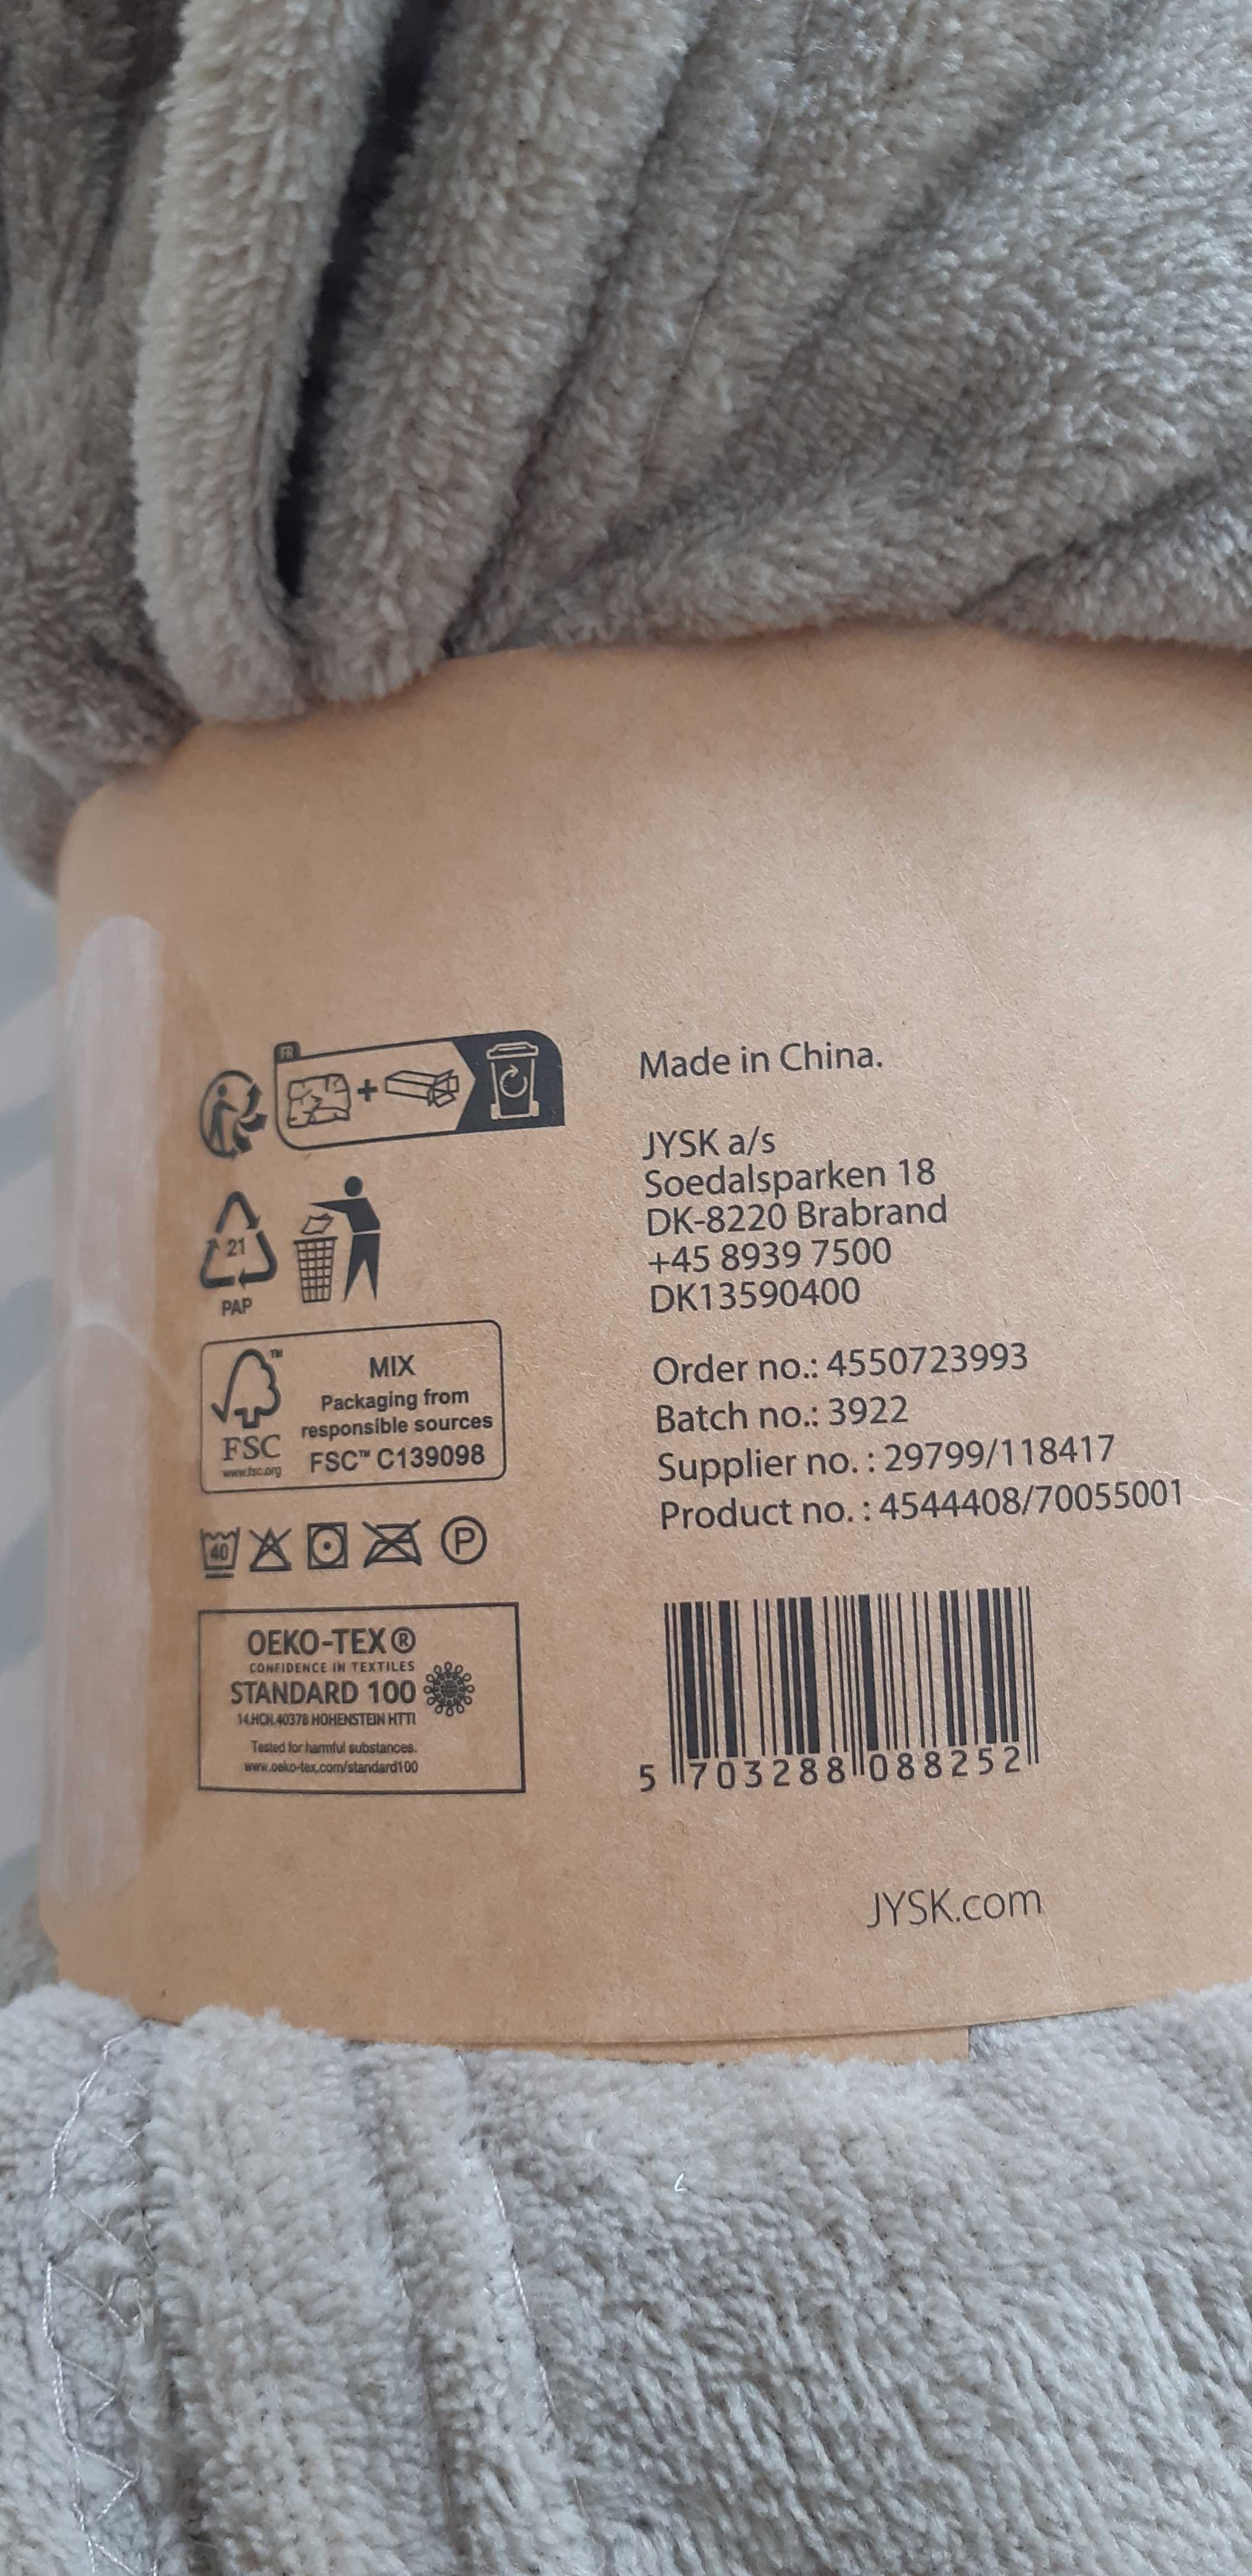 FR
21
PAP
TM
MIX
Packaging from
responsible sources
FSC
www.fsc.org
FSC™ C139098
40
P
OEKO-TEX®
CONFIDENCE IN TEXTILES
STANDARD 100
14.HCN.40378 HOHENSTEIN HTTI
Tested for harmful substances.
www.oeko-tex.com/standard100
Made in China.
JYSK a/s
Soedalsparken 18
DK-8220 Brabrand
+45 8939 7500
DK13590400
Order no.: 4550723993
Batch no.: 3922
Supplier no. : 29799/118417
Product no. : 4544408/70055001
5 703288 088252
JYSK.com